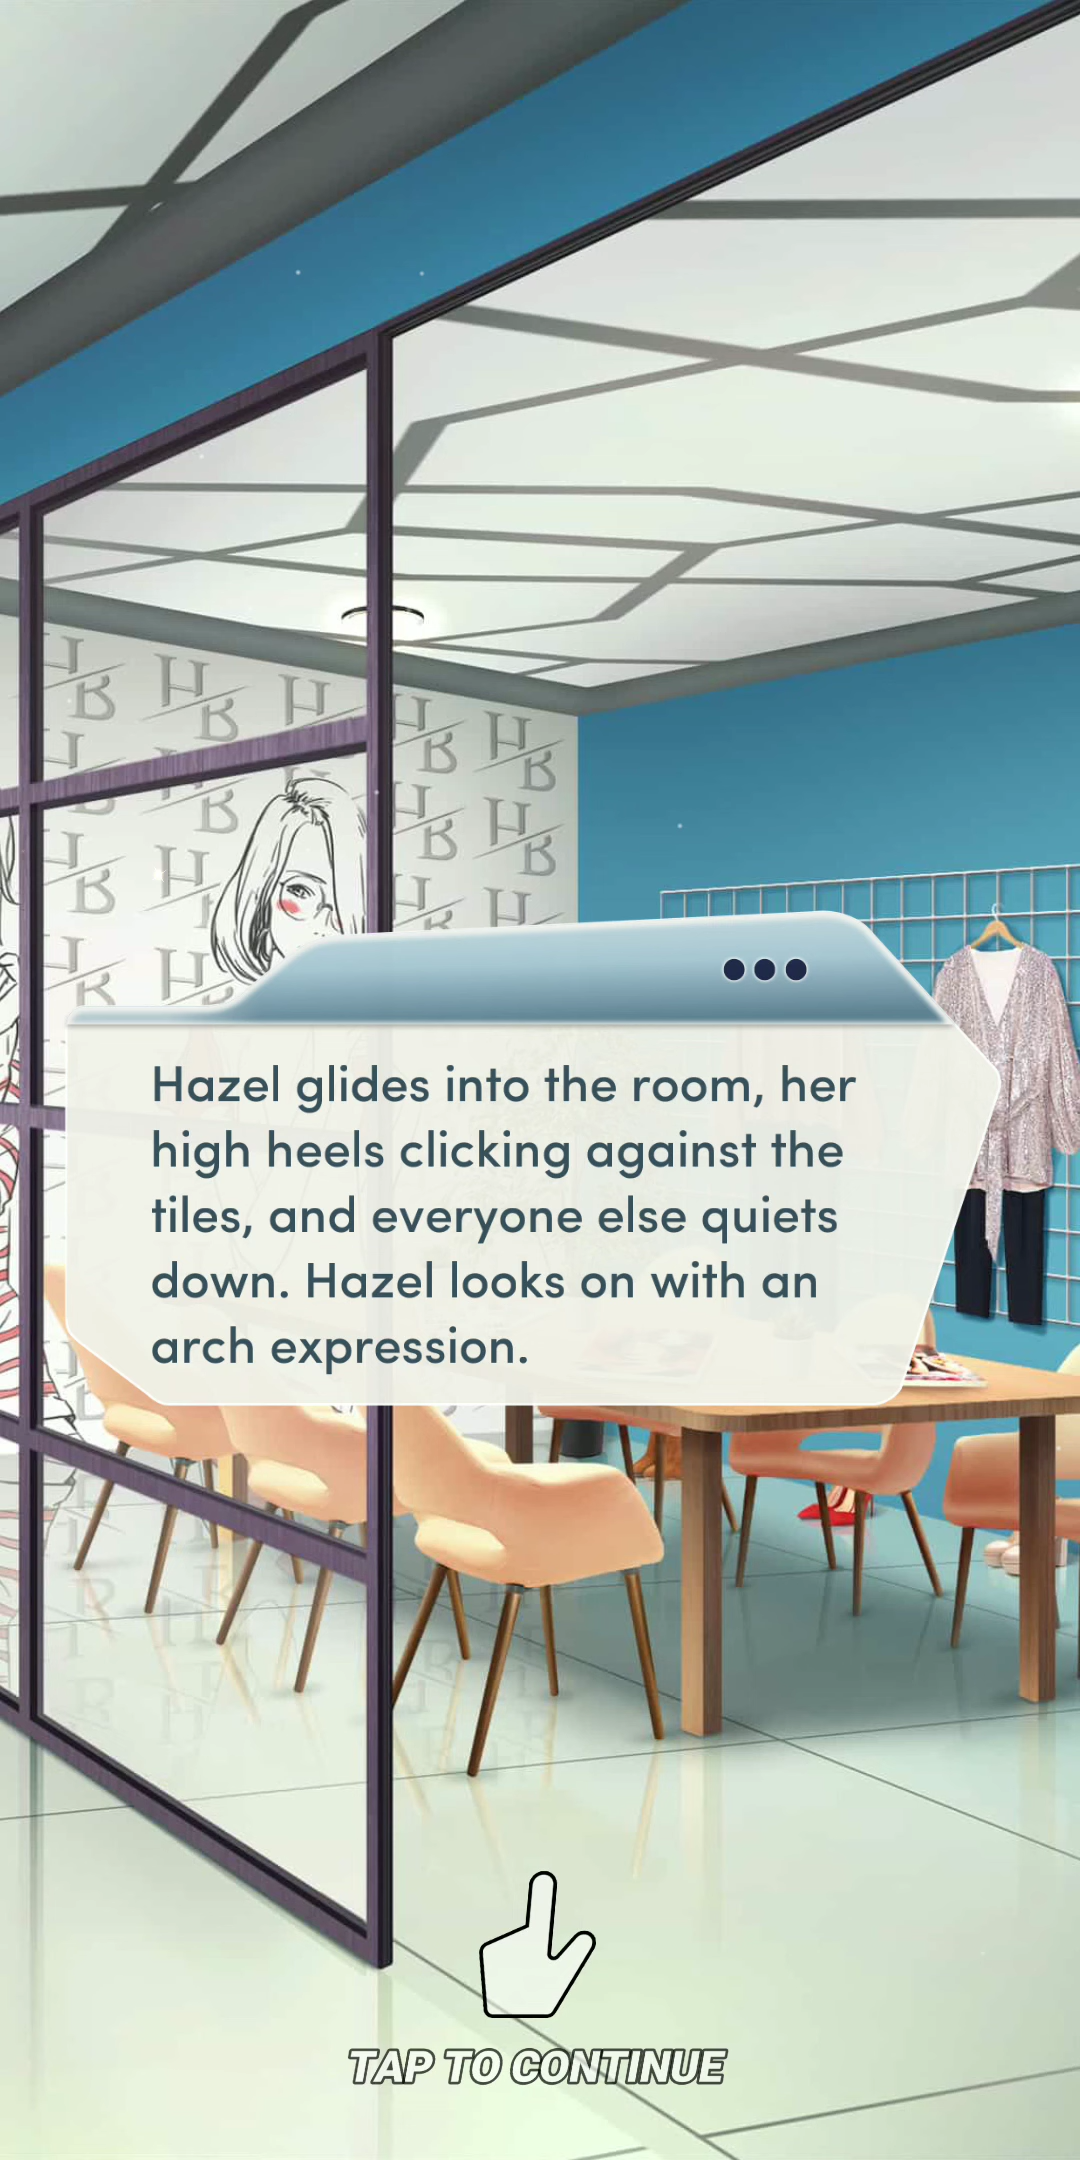 H B H B H H B H B
H B H B H B H B
H B H H B H B
H B H
Hazel glides into the room, her
high heels clicking against the
tiles, and everyone else quiets
down. Hazel looks on with an
arch expression.
TAP TO CONTINUE